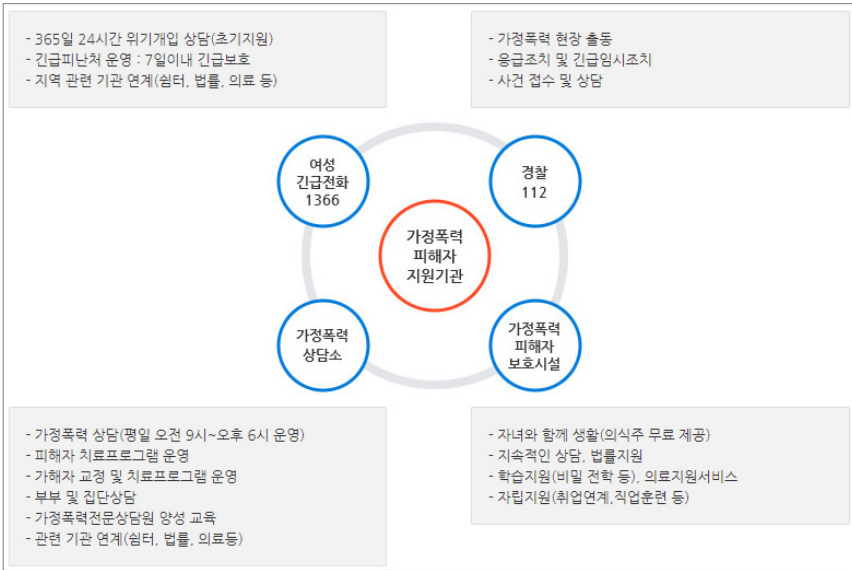 - 365일 24시간 위기개입 상담(초기지원)
- 긴급피난처 운영 : 7일이내 긴급보호
- 지역 관련 기관 연계(쉼터, 법률, 의료 등)
- 가정폭력 현장 출동
- 응급조치 및 긴급임시조치
- 사건 접수 및 상담
여성
긴급전화
1366
경찰
112
가정폭력
피해자
지원기관
가정폭력
상담소
가정폭력
피해자
보호시설
- 가정폭력 상담(평일 오전 9시~오후 6시 운영)
- 피해자 치료프로그램 운영
- 가해자 교정 및 치료프로그램 운영
- 부부 및 집단상담
- 가정폭력전문상담원 양성 교육
- 관련 기관 연계(쉼터, 법률, 의료등)
- 자녀와 함께 생활(의식주 무료 제공)
- 지속적인 상담, 법률지원
- 학습지원(비밀 전학 등), 의료지원서비스
- 자립지원(취업연계,직업훈련 등)